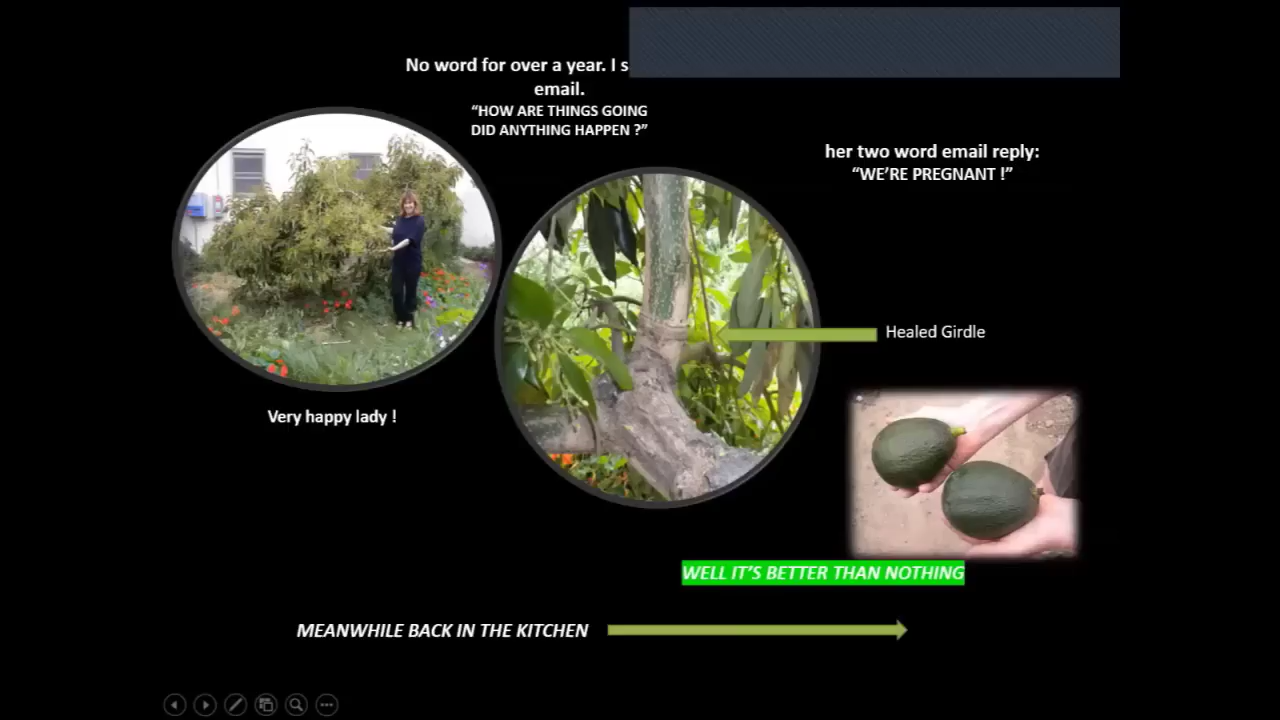 No word for over a year. I s
email.
“HOW ARE THINGS GOING
DID ANYTHING HAPPEN ?”
her two word email reply:
“WE’RE PREGNANT !”
Healed Girdle
Very happy lady !
WELL IT’S BETTER THAN NOTHING
MEANWHILE BACK IN THE KITCHEN